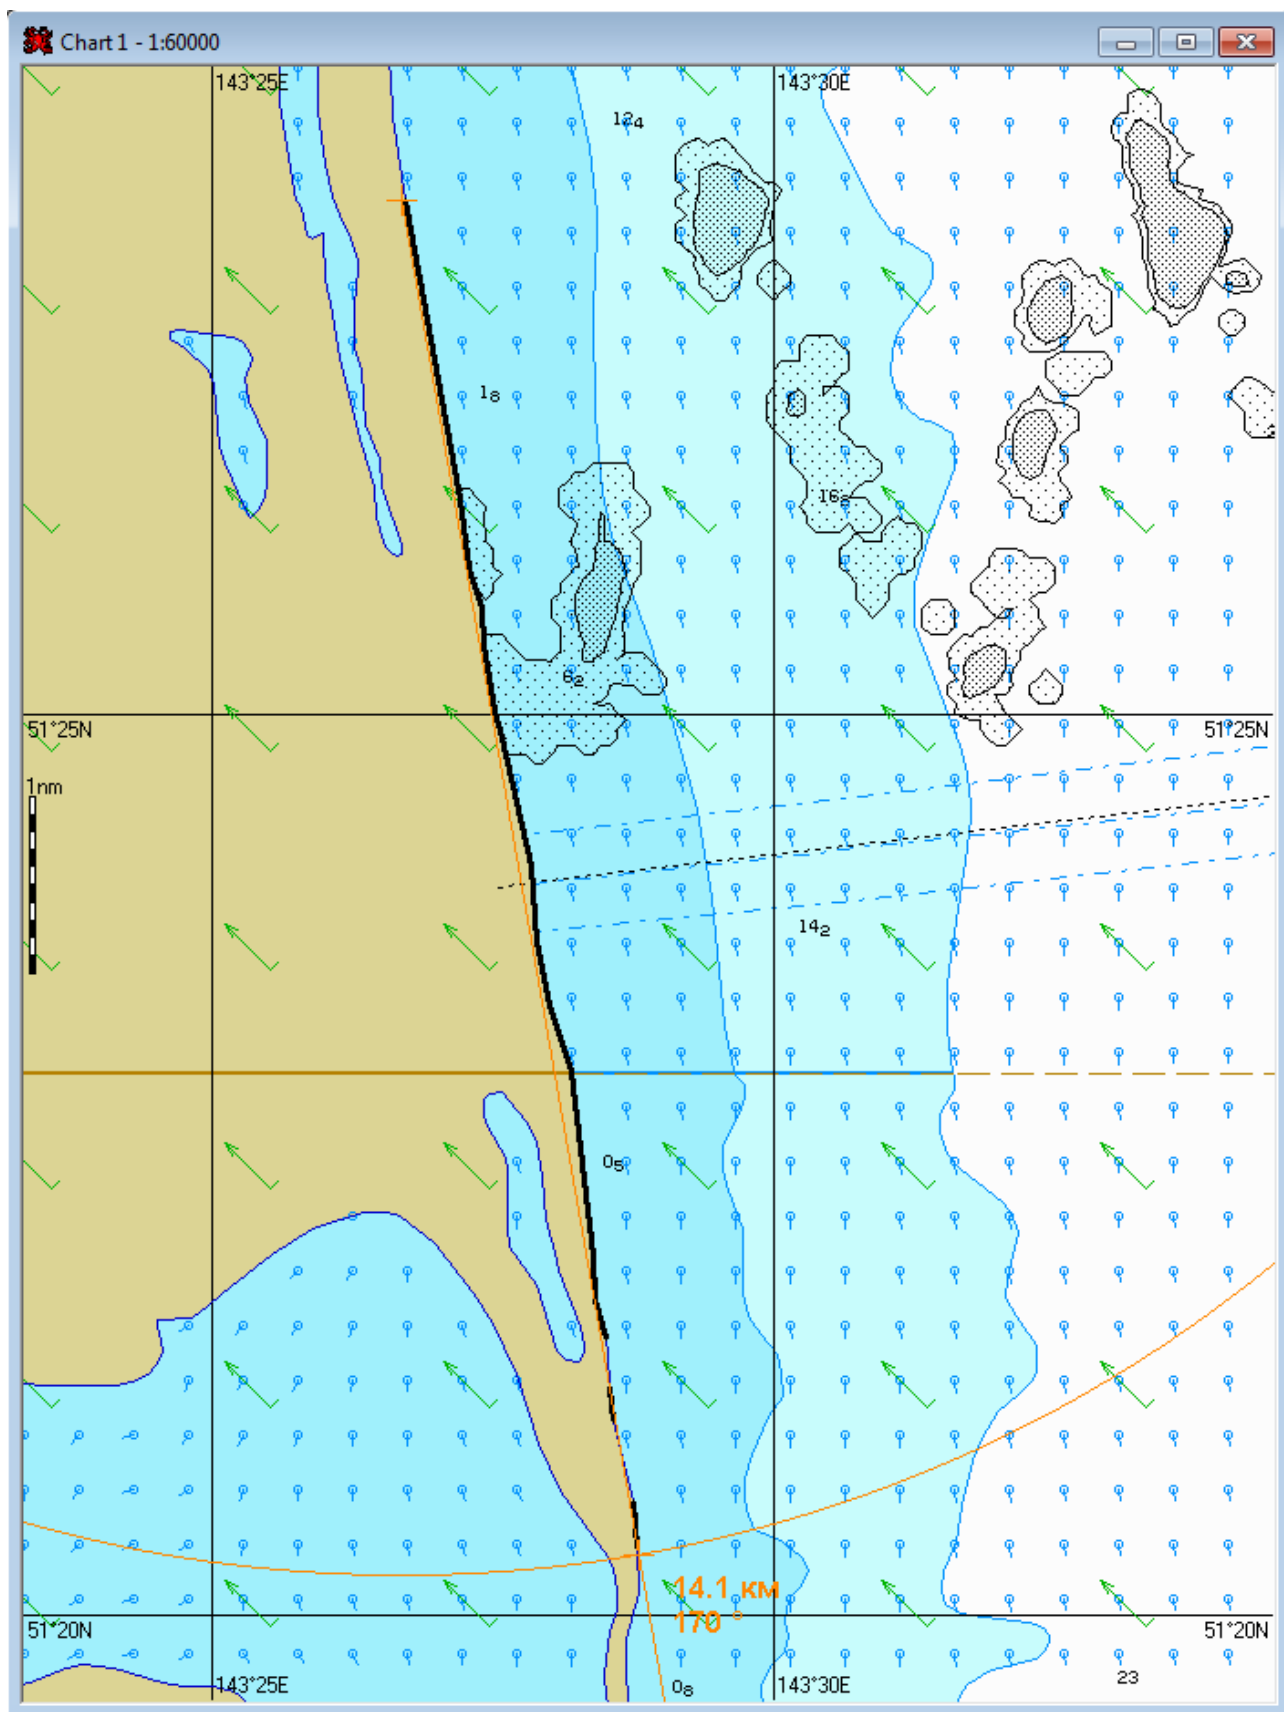 Chart 1 - 1:60000
143°25E
143°30E
12₄
1₈
16₈
6₂
51°25N
51°25N
1nm
14₂
0₅
14.1 км
170 °
51°20N
51°20N
143°25E
0₈
143°30E
23